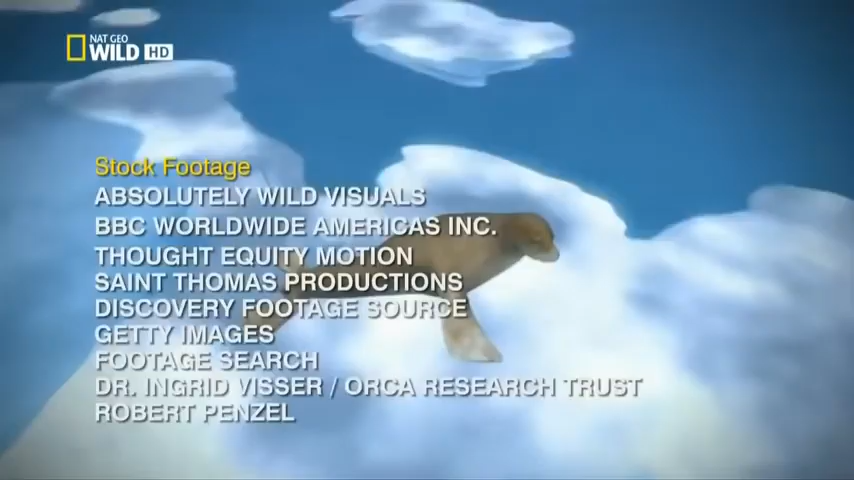 NAT GEO
WILD HD
Stock Footage
ABSOLUTELY WILD VISUALS
BBC WORLDWIDE AMERICAS INC.
THOUGHT EQUITY MOTION
SAINT THOMAS PRODUCTIONS
DISCOVERY FOOTAGE SOURCE
GETTY IMAGES
FOOTAGE SEARCH
DR. INGRID VISSER / ORCA RESEARCH TRUST
ROBERT PENZEL